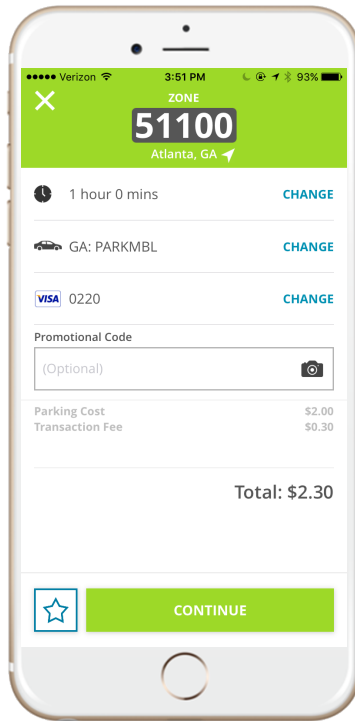 Verizon 3:51 PM 93%
ZONE
51100
Atlanta, GA
1 hour 0 mins CHANGE
GA: PARKMBL CHANGE
VISA 0220 CHANGE
Promotional Code
(Optional)
Parking Cost $2.00
Transaction Fee $0.30
Total: $2.30
CONTINUE